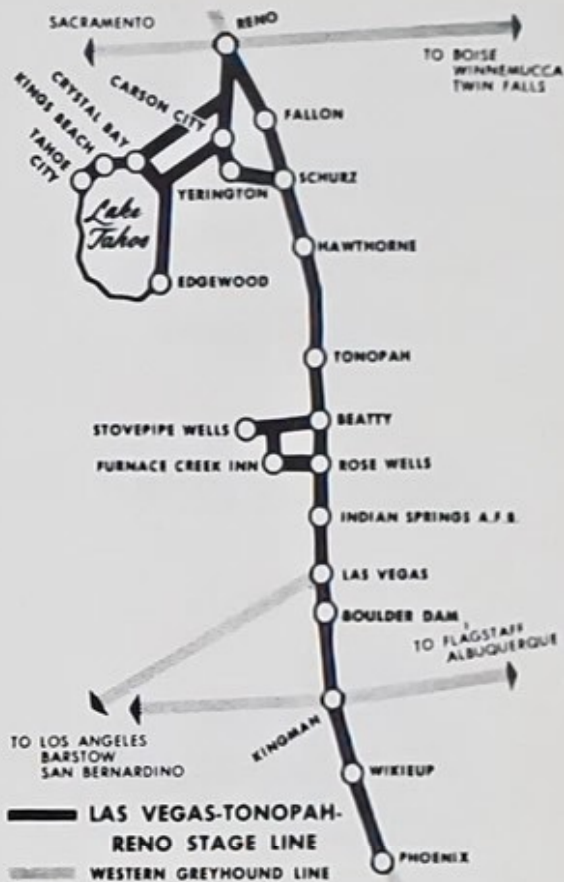 SACRAMENTO
RENO
TO BOISE
WINNEMUCCA
TWIN FALLS
CARSON CITY
CRYSTAL BAY
KINGS BEACH
TAHOE
CITY
FALLON
YERINGTON
SCHURZ
Lake
Tahoe
HAWTHORNE
EDGEWOOD
TONOPAH
STOVEPIPE WELLS
BEATTY
FURNACE CREEK INN
ROSE WELLS
INDIAN SPRINGS A.F.B.
LAS VEGAS
BOULDER DAM
TO FLAGSTAFF
ALBUQUERQUE
KINGMAN
TO LOS ANGELES
BARSTOW
SAN BERNARDINO
WIKIEUP
LAS VEGAS-TONOPAH-
RENO STAGE LINE
PHOENIX
WESTERN GREYHOUND LINE